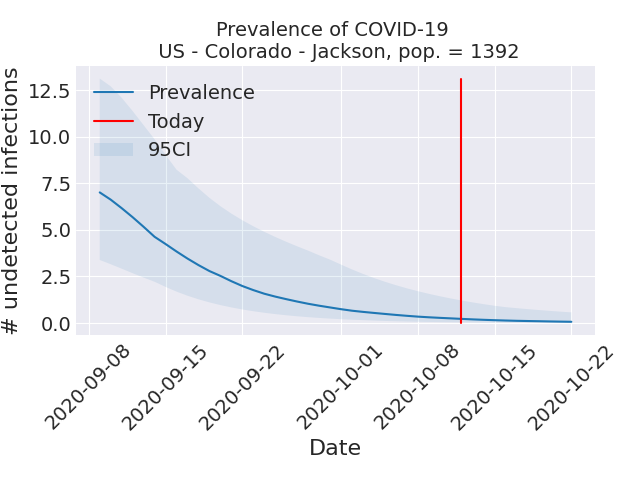 Prevalence of COVID-19
US - Colorado - Jackson, pop. = 1392
# undetected infections
12.5
10.0
7.5
5.0
2.5
0.0
Prevalence
Today
95CI
2020-09-08
2020-09-15
2020-09-22
2020-10-01
2020-10-08
2020-10-15
2020-10-22
Date